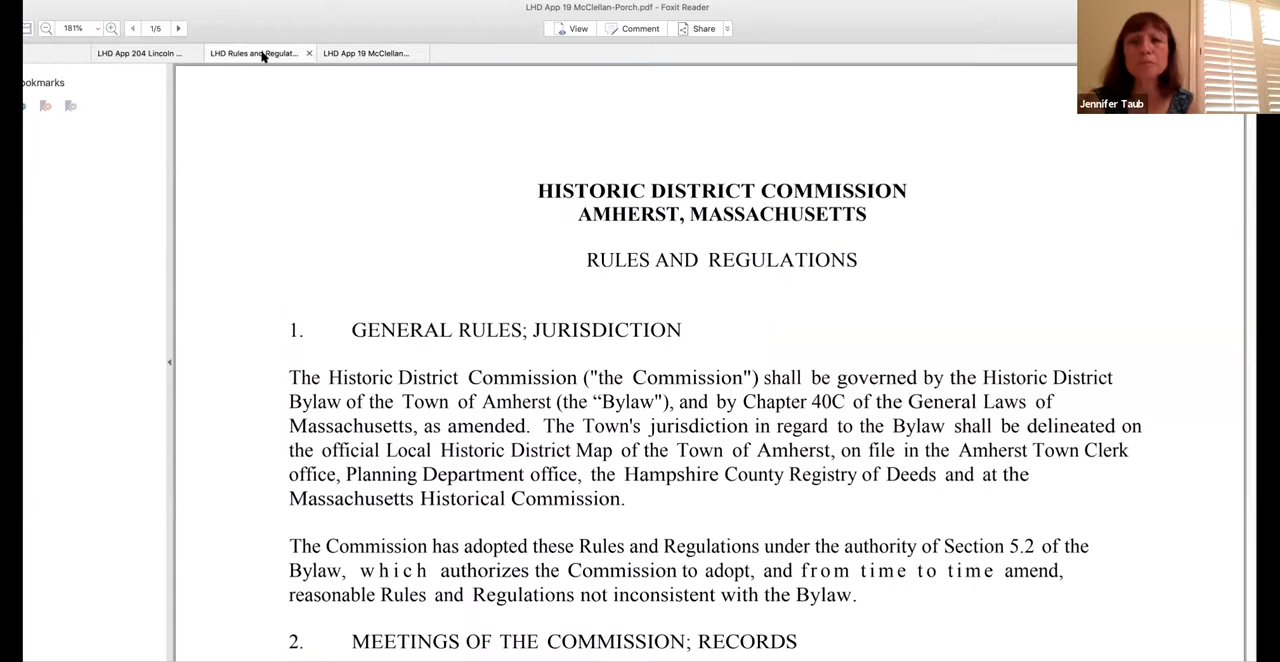 LHD App 19 McClellan-Porch.pdf - Foxit Reader
181%
1/5
View
Comment
Share
LHD App 204 Lincoln ...
LHD Rules and Regulat...
LHD App 19 McClellan...
ookmarks
Jennifer Taub
HISTORIC DISTRICT COMMISSION
AMHERST, MASSACHUSETTS
RULES AND REGULATIONS
1. GENERAL RULES; JURISDICTION
The Historic District Commission ("the Commission") shall be governed by the Historic District
Bylaw of the Town of Amherst (the “Bylaw"), and by Chapter 40C of the General Laws of
Massachusetts, as amended. The Town's jurisdiction in regard to the Bylaw shall be delineated on
the official Local Historic District Map of the Town of Amherst, on file in the Amherst Town Clerk
office, Planning Department office, the Hampshire County Registry of Deeds and at the
Massachusetts Historical Commission.
The Commission has adopted these Rules and Regulations under the authority of Section 5.2 of the
Bylaw, which authorizes the Commission to adopt, and from time to time amend,
reasonable Rules and Regulations not inconsistent with the Bylaw.
2. MEETINGS OF THE COMMISSION; RECORDS